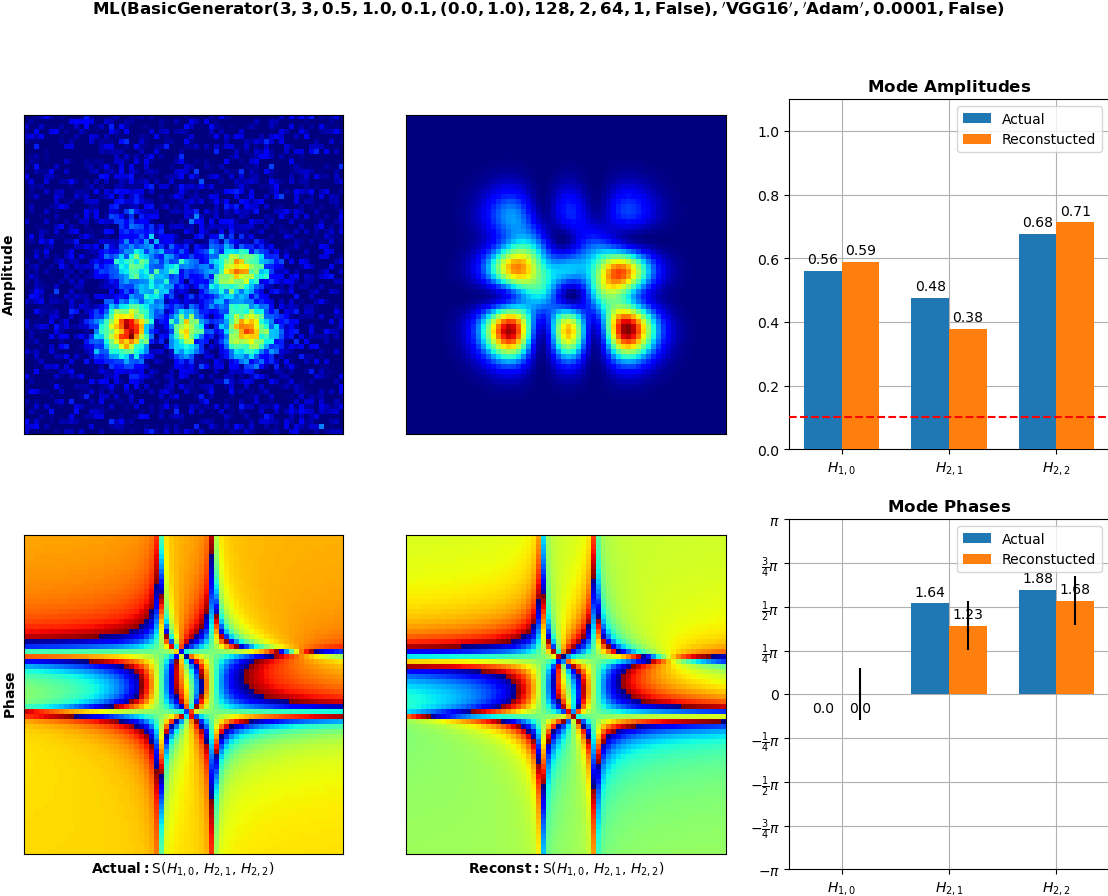 ML(BasicGenerator(3, 3, 0.5, 1.0, 0.1, (0.0, 1.0), 128, 2, 64, 1, False), ′VGG16′, ′Adam′, 0.0001, False)
Amplitude
Mode Amplitudes
Actual
Reconstucted
1.0
0.8
0.6
0.4
0.2
0.0
0.56
0.59
0.48
0.38
0.68
0.71
H1,0
H2,1
H2,2
Phase
Actual: S(H1,0, H2,1, H2,2)
Reconst: S(H1,0, H2,1, H2,2)
Mode Phases
Actual
Reconstucted
π
3/4π
1/2π
1/4π
0
−1/4π
−1/2π
−3/4π
−π
0.0
0.0
1.64
1.23
1.88
1.68
H1,0
H2,1
H2,2